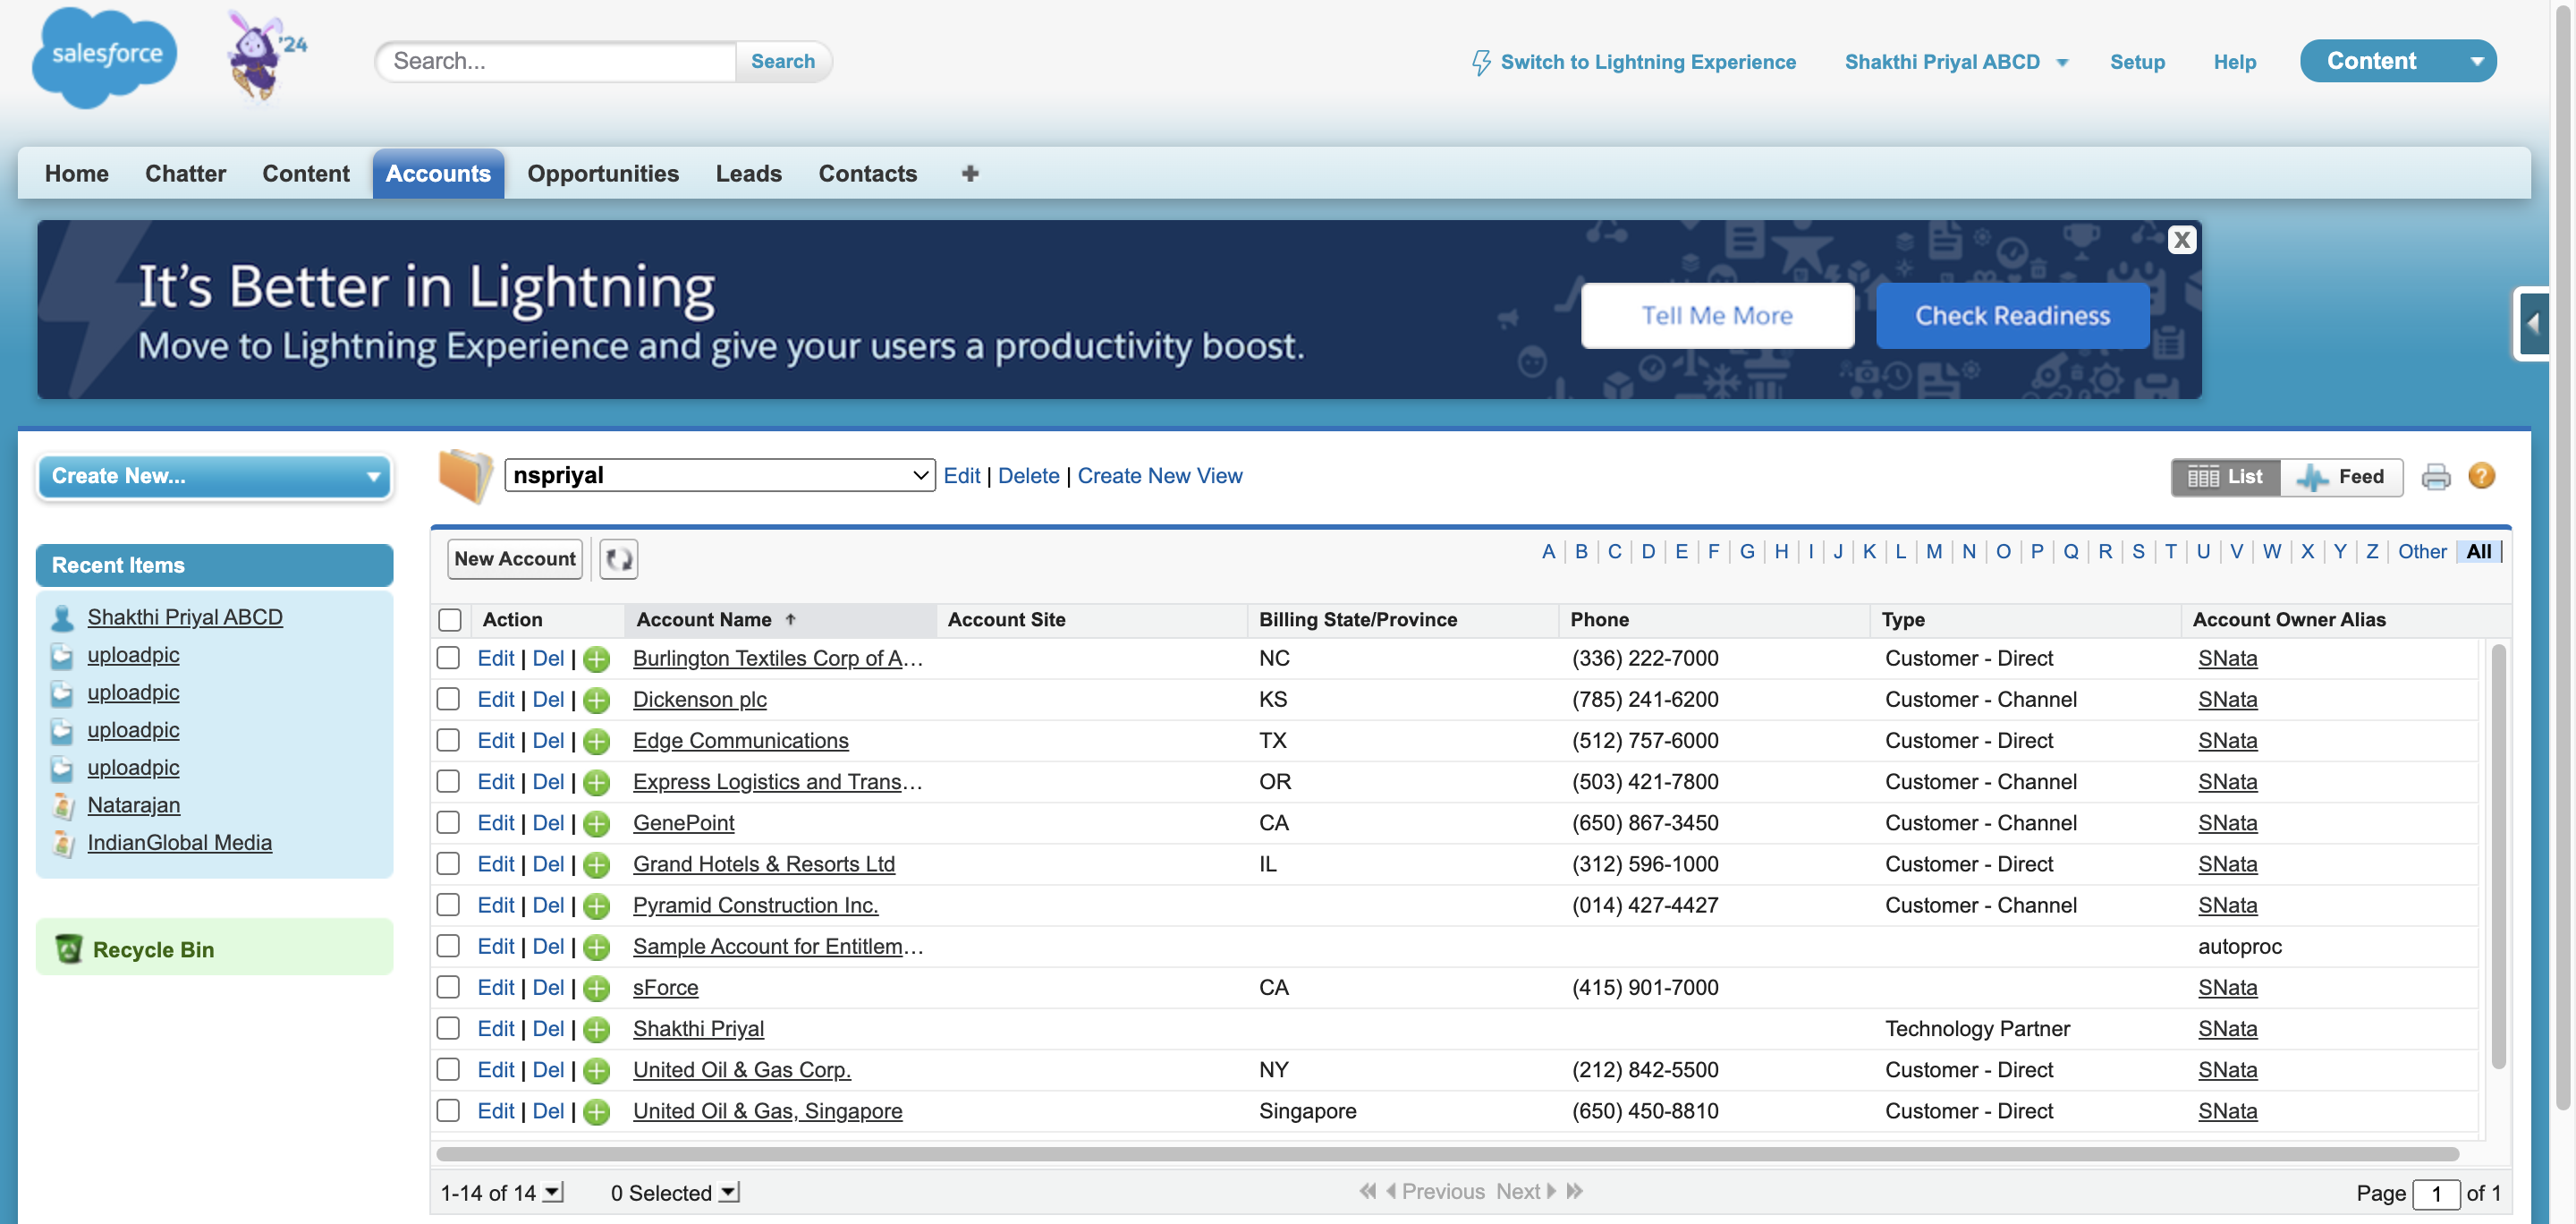 salesforce
'24
Search...
Search
Switch to Lightning Experience
Shakthi Priyal ABCD
Setup
Help
Content
Home
Chatter
Content
Accounts
Opportunities
Leads
Contacts
+
It's Better in Lightning
Move to Lightning Experience and give your users a productivity boost.
Tell Me More
Check Readiness
X
Create New...
nspriyal
Edit | Delete | Create New View
List
Feed
?
Recent Items
Shakthi Priyal ABCD
uploadpic
uploadpic
uploadpic
uploadpic
Natarajan
IndianGlobal Media
Recycle Bin
New Account
A | B | C | D | E | F | G | H | I | J | K | L | M | N | O | P | Q | R | S | T | U | V | W | X | Y | Z | Other | All
Action Account Name ↑ Account Site Billing State/Province Phone Type Account Owner Alias
Edit | Del | Burlington Textiles Corp of A... NC (336) 222-7000 Customer - Direct SNata
Edit | Del | Dickenson plc KS (785) 241-6200 Customer - Channel SNata
Edit | Del | Edge Communications TX (512) 757-6000 Customer - Direct SNata
Edit | Del | Express Logistics and Trans... OR (503) 421-7800 Customer - Channel SNata
Edit | Del | GenePoint CA (650) 867-3450 Customer - Channel SNata
Edit | Del | Grand Hotels & Resorts Ltd IL (312) 596-1000 Customer - Direct SNata
Edit | Del | Pyramid Construction Inc. (014) 427-4427 Customer - Channel SNata
Edit | Del | Sample Account for Entitlem... autoproc
Edit | Del | sForce CA (415) 901-7000 SNata
Edit | Del | Shakthi Priyal Technology Partner SNata
Edit | Del | United Oil & Gas Corp. NY (212) 842-5500 Customer - Direct SNata
Edit | Del | United Oil & Gas, Singapore Singapore (650) 450-8810 Customer - Direct SNata
1-14 of 14
0 Selected
Previous Next
Page 1 of 1